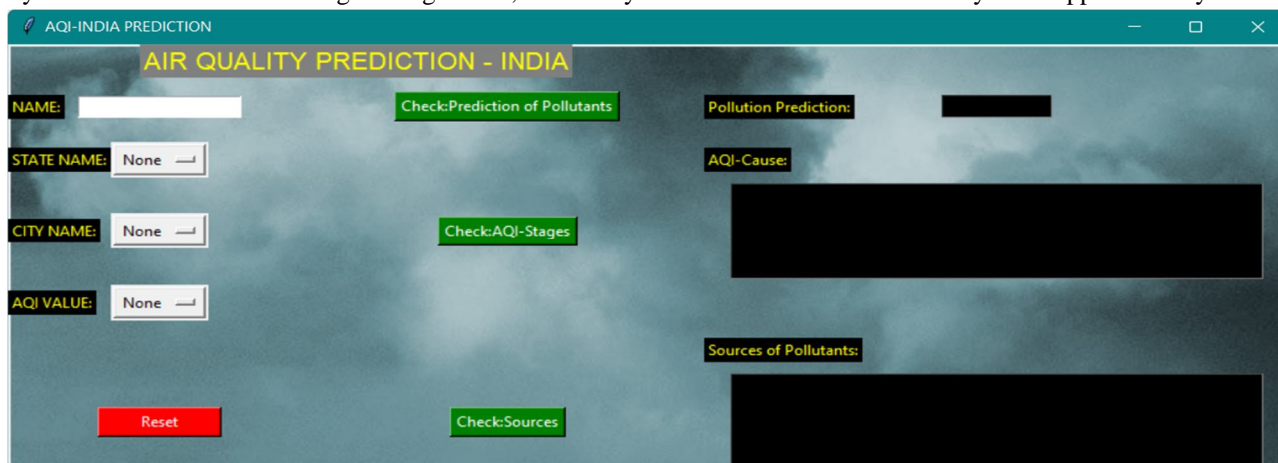 AQI-INDIA PREDICTION
AIR QUALITY PREDICTION - INDIA
NAME:
Check:Prediction of Pollutants
Pollution Prediction:
STATE NAME: None
AQI-Cause:
CITY NAME: None
Check:AQI-Stages
AQI VALUE: None
Sources of Pollutants:
Reset
Check:Sources